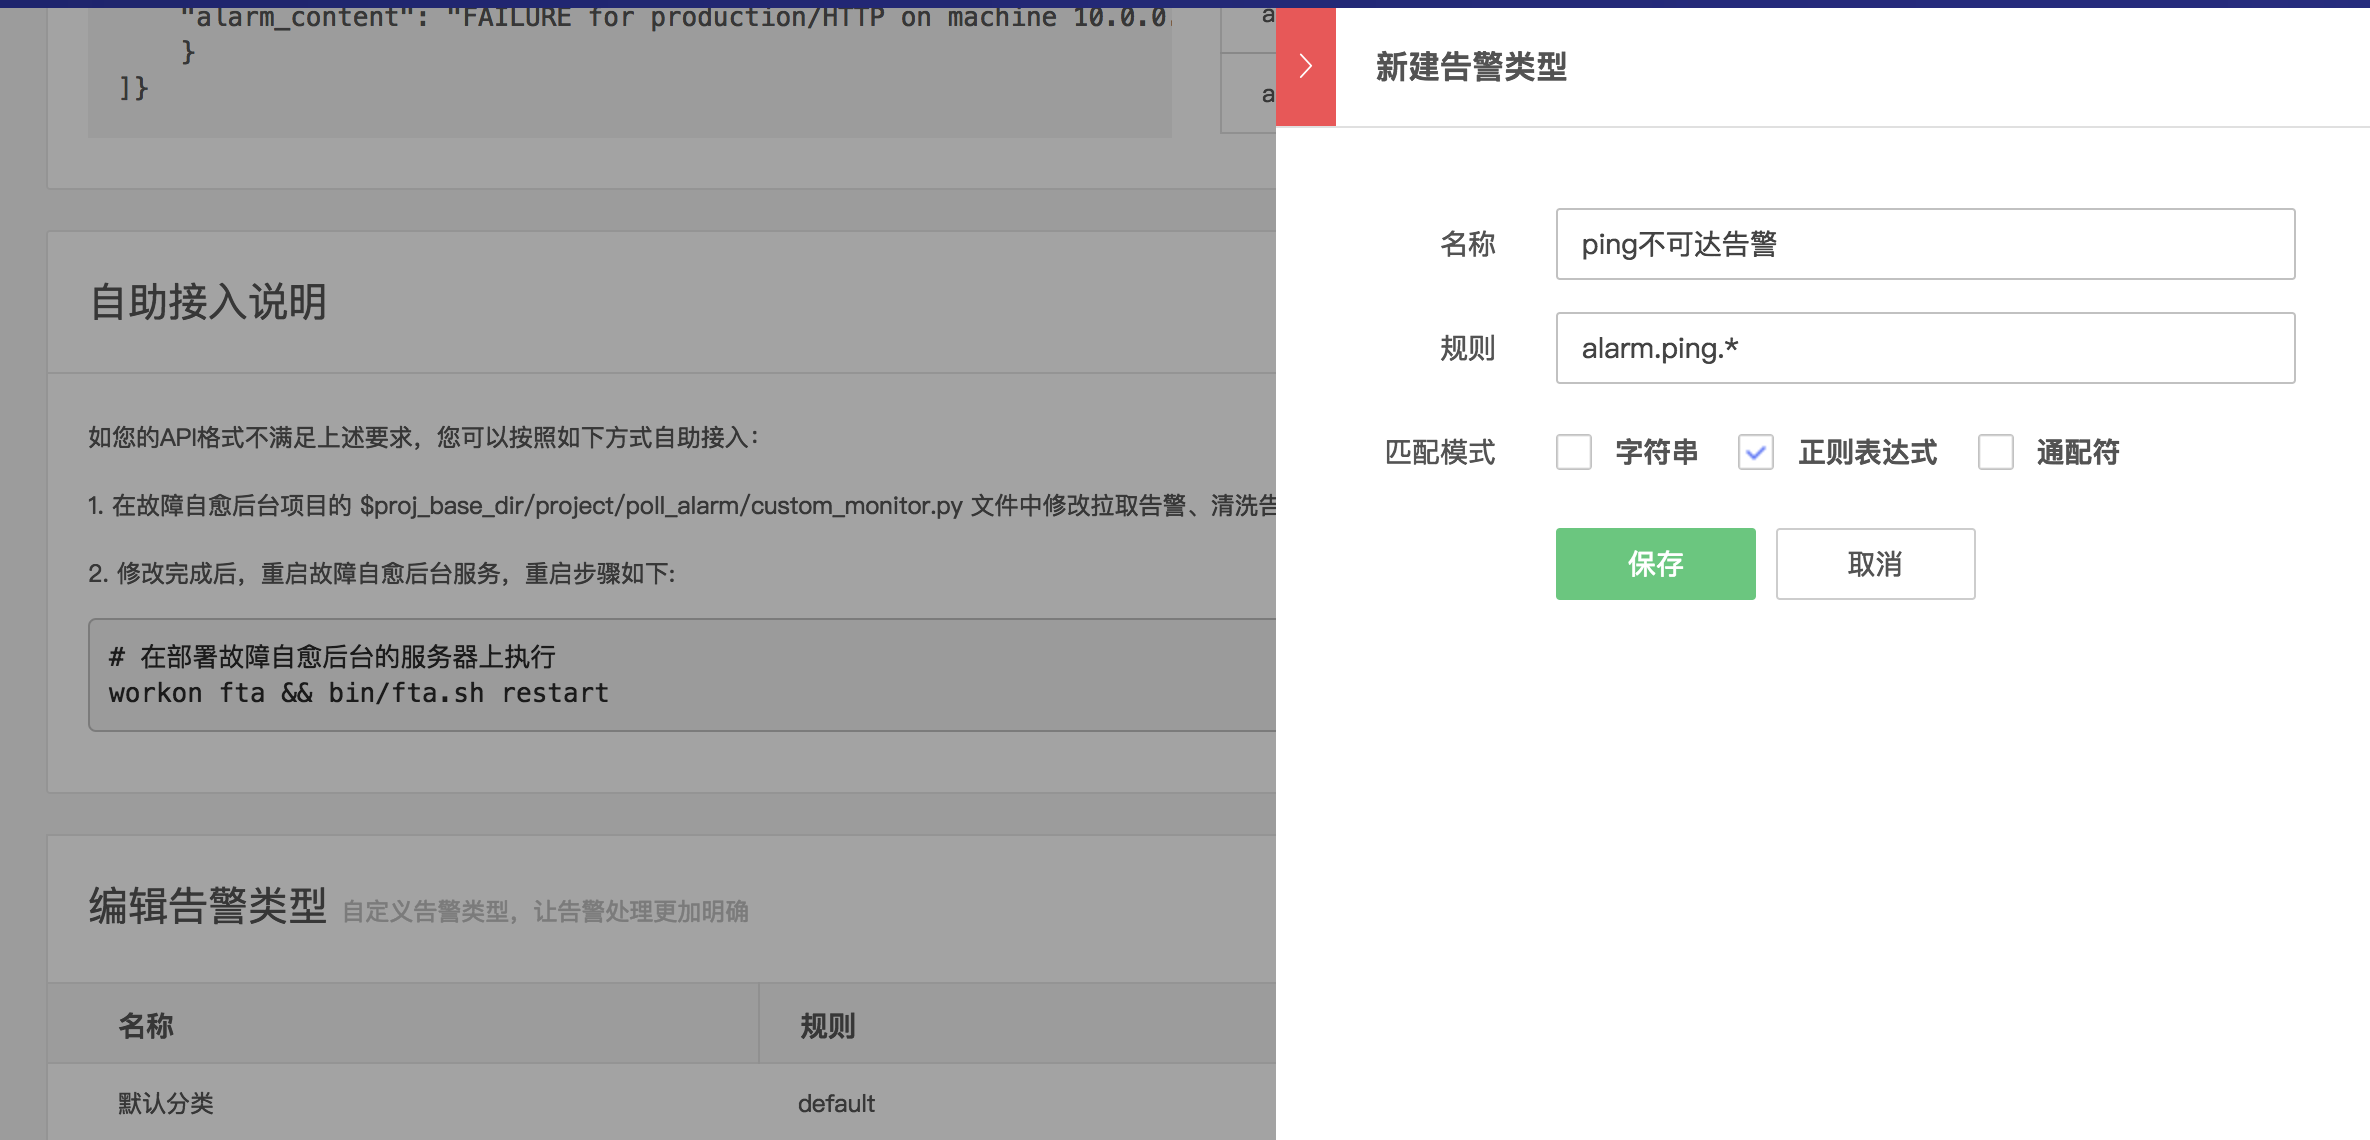 "alarm_content": "FAILURE for production/HTTP on machine 10.0.0.
}
]}
a
a
自助接入说明
如您的API格式不满足上述要求，您可以按照如下方式自助接入：
1. 在故障自愈后台项目的 $proj_base_dir/project/poll_alarm/custom_monitor.py 文件中修改拉取告警、清洗告
2. 修改完成后，重启故障自愈后台服务，重启步骤如下:
# 在部署故障自愈后台的服务器上执行
workon fta && bin/fta.sh restart
编辑告警类型 自定义告警类型，让告警处理更加明确
名称 规则
默认分类 default
新建告警类型
名称 ping不可达告警
规则 alarm.ping.*
匹配模式 字符串 正则表达式 通配符
保存 取消